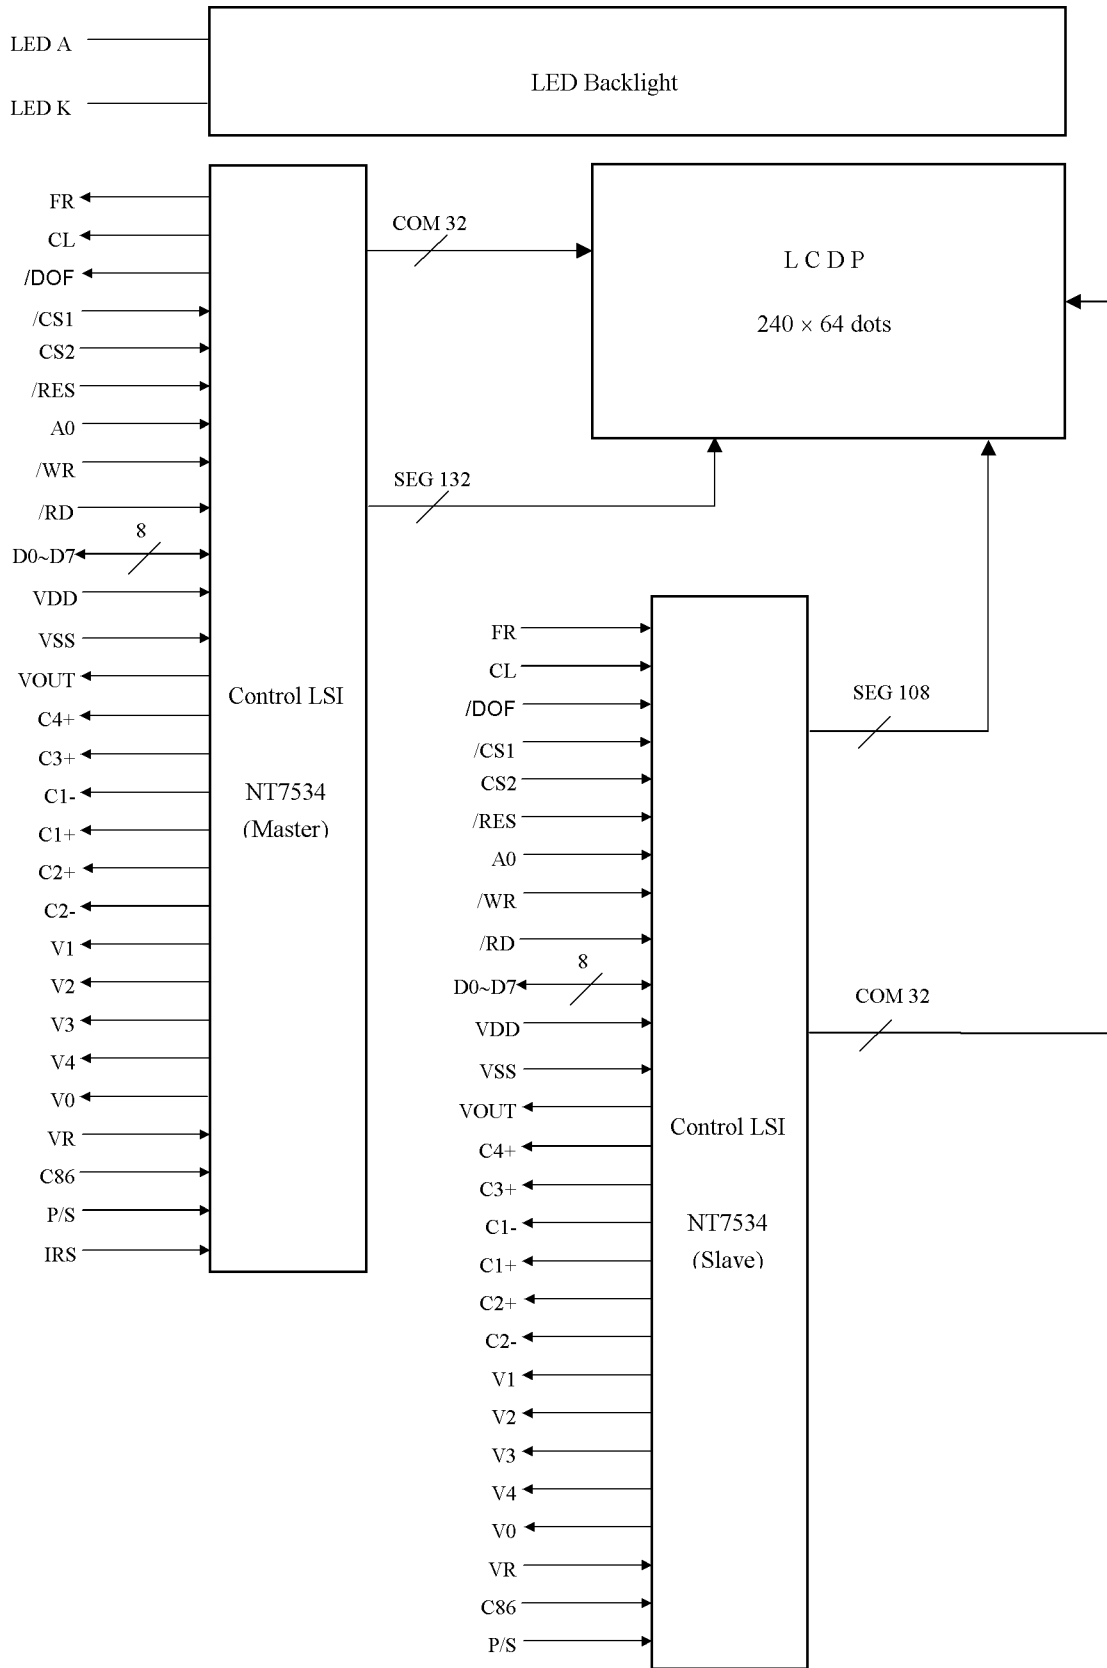 LED A
LED Backlight
LED K
FR
CL
/DOF
/CS1
CS2
/RES
A0
/WR
/RD
8
D0~D7
VDD
VSS
VOUT
C4+
C3+
C1-
C1+
C2+
C2-
V1
V2
V3
V4
V0
VR
C86
P/S
IRS
Control LSI
NT7534
(Master)
COM 32
SEG 132
L C D P
240 × 64 dots
FR
CL
/DOF
/CS1
CS2
/RES
A0
/WR
/RD
8
D0~D7
VDD
VSS
VOUT
C4+
C3+
C1-
C1+
C2+
C2-
V1
V2
V3
V4
V0
VR
C86
P/S
Control LSI
NT7534
(Slave)
SEG 108
COM 32